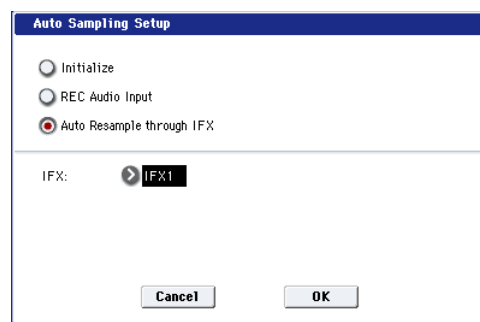 Auto Sampling Setup
Initialize
REC Audio Input
Auto Resample through IFX
IFX: IFX1
Cancel OK